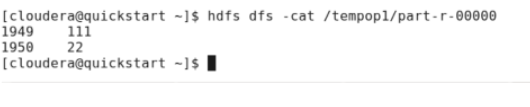 [cloudera@quickstart ~]$ hdfs dfs -cat /tempop1/part-r-00000
1949    111
1950    22
[cloudera@quickstart ~]$